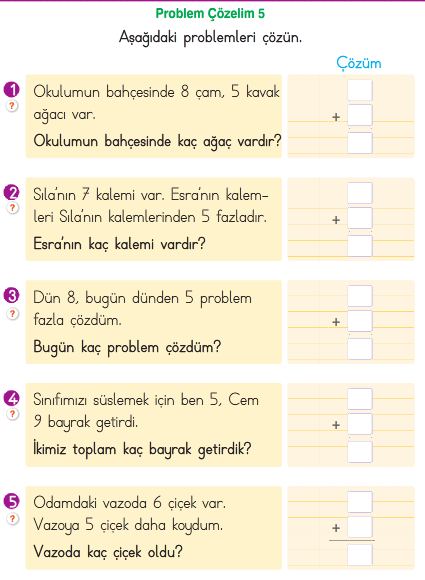 Problem Çözelim 5
Aşağıdaki problemleri çözün.
Çözüm
1
?
Okulumun bahçesinde 8 çam, 5 kavak
ağacı var.
Okulumun bahçesinde kaç ağaç vardır?
+
2
?
Sıla'nın 7 kalemi var. Esra'nın kalem-
leri Sıla'nın kalemlerinden 5 fazladır.
Esra'nın kaç kalemi vardır?
+
3
?
Dün 8, bugün dünden 5 problem
fazla çözdüm.
Bugün kaç problem çözdüm?
+
4
?
Sınıfımızı süslemek için ben 5, Cem
9 bayrak getirdi.
İkimiz toplam kaç bayrak getirdik?
+
5
?
Odamdaki vazoda 6 çiçek var.
Vazoya 5 çiçek daha koydum.
Vazoda kaç çiçek oldu?
+